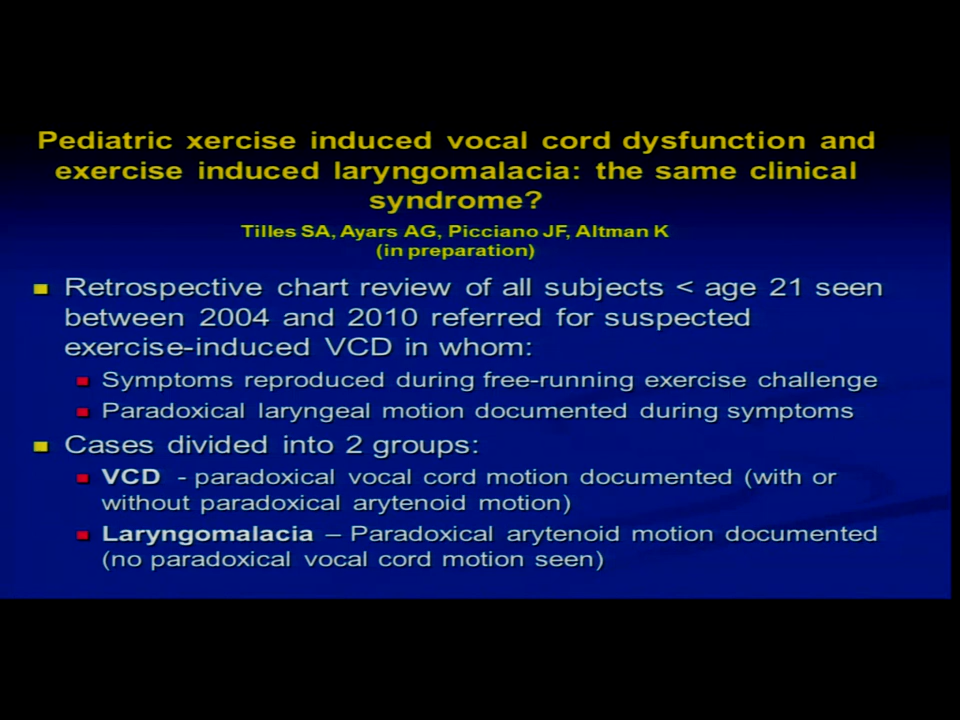 Pediatric xercise induced vocal cord dysfunction and
exercise induced laryngomalacia: the same clinical
syndrome?
Tilles SA, Ayars AG, Picciano JF, Altman K
(in preparation)
Retrospective chart review of all subjects < age 21 seen
between 2004 and 2010 referred for suspected
exercise-induced VCD in whom:
Symptoms reproduced during free-running exercise challenge
Paradoxical laryngeal motion documented during symptoms
Cases divided into 2 groups:
VCD - paradoxical vocal cord motion documented (with or
without paradoxical arytenoid motion)
Laryngomalacia – Paradoxical arytenoid motion documented
(no paradoxical vocal cord motion seen)